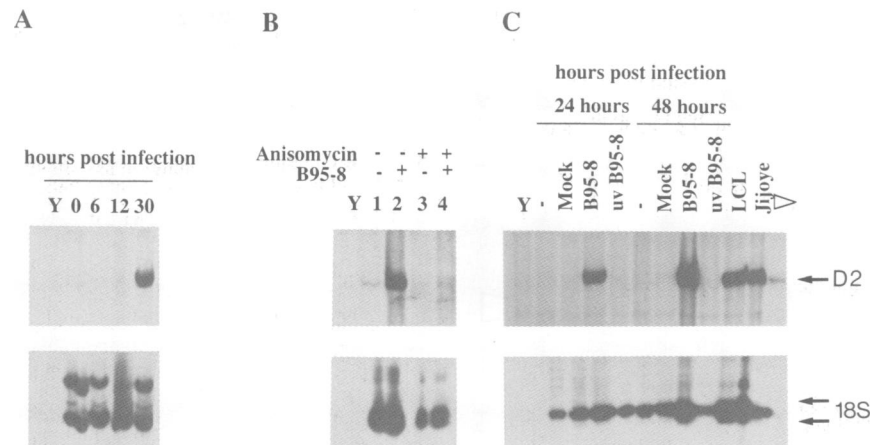 A
hours post infection
Y 0 6 12 30
B
Anisomycin - - + +
B95-8 - + - +
Y 1 2 3 4
C
hours post infection
24 hours 48 hours
Y - Mock B95-8 uv B95-8 - Mock B95-8 uv B95-8 LCL Jijoye
D2
18S